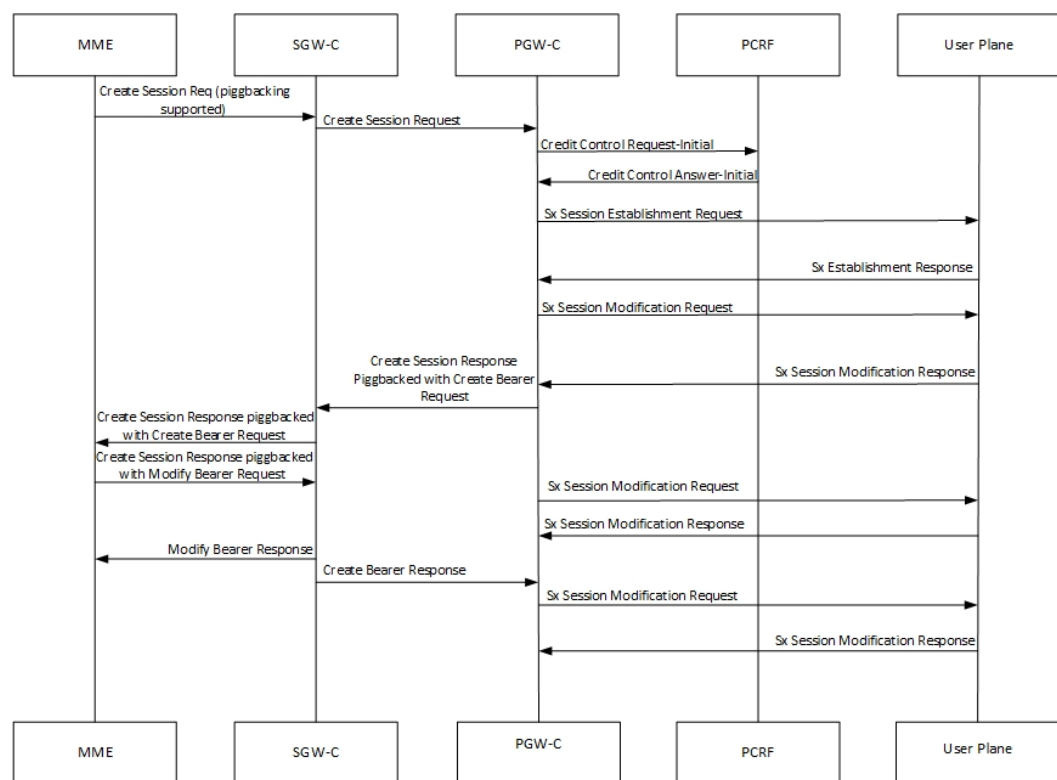 MME
SGW-C
PGW-C
PCRF
User Plane
Create Session Req (piggbacking
supported)
Create Session Request
Credit Control Request-Initial
Credit Control Answer-Initial
Sx Session Establishment Request
Sx Establishment Response
Sx Session Modification Request
Create Session Response
Piggbacked with Create Bearer
Request
Sx Session Modification Response
Create Session Response piggbacked
with Create Bearer Request
Create Session Response piggbacked
with Modify Bearer Request
Sx Session Modification Request
Sx Session Modification Response
Modify Bearer Response
Create Bearer Response
Sx Session Modification Request
Sx Session Modification Response
MME
SGW-C
PGW-C
PCRF
User Plane